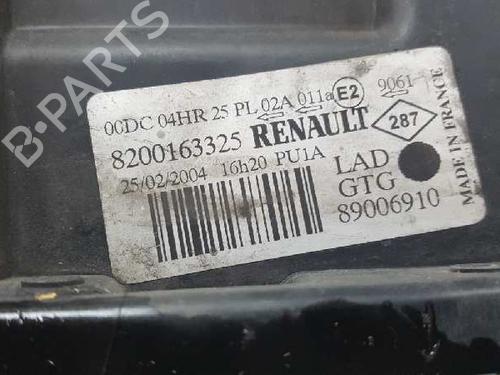 00DC 04HR 25 PL 02A 011a E2 9061
8200163325 RENAULT 287
25/02/2004 16h20 PU1A
LAD
GTG
89006910
MADE IN FRANCE
B-PARTS